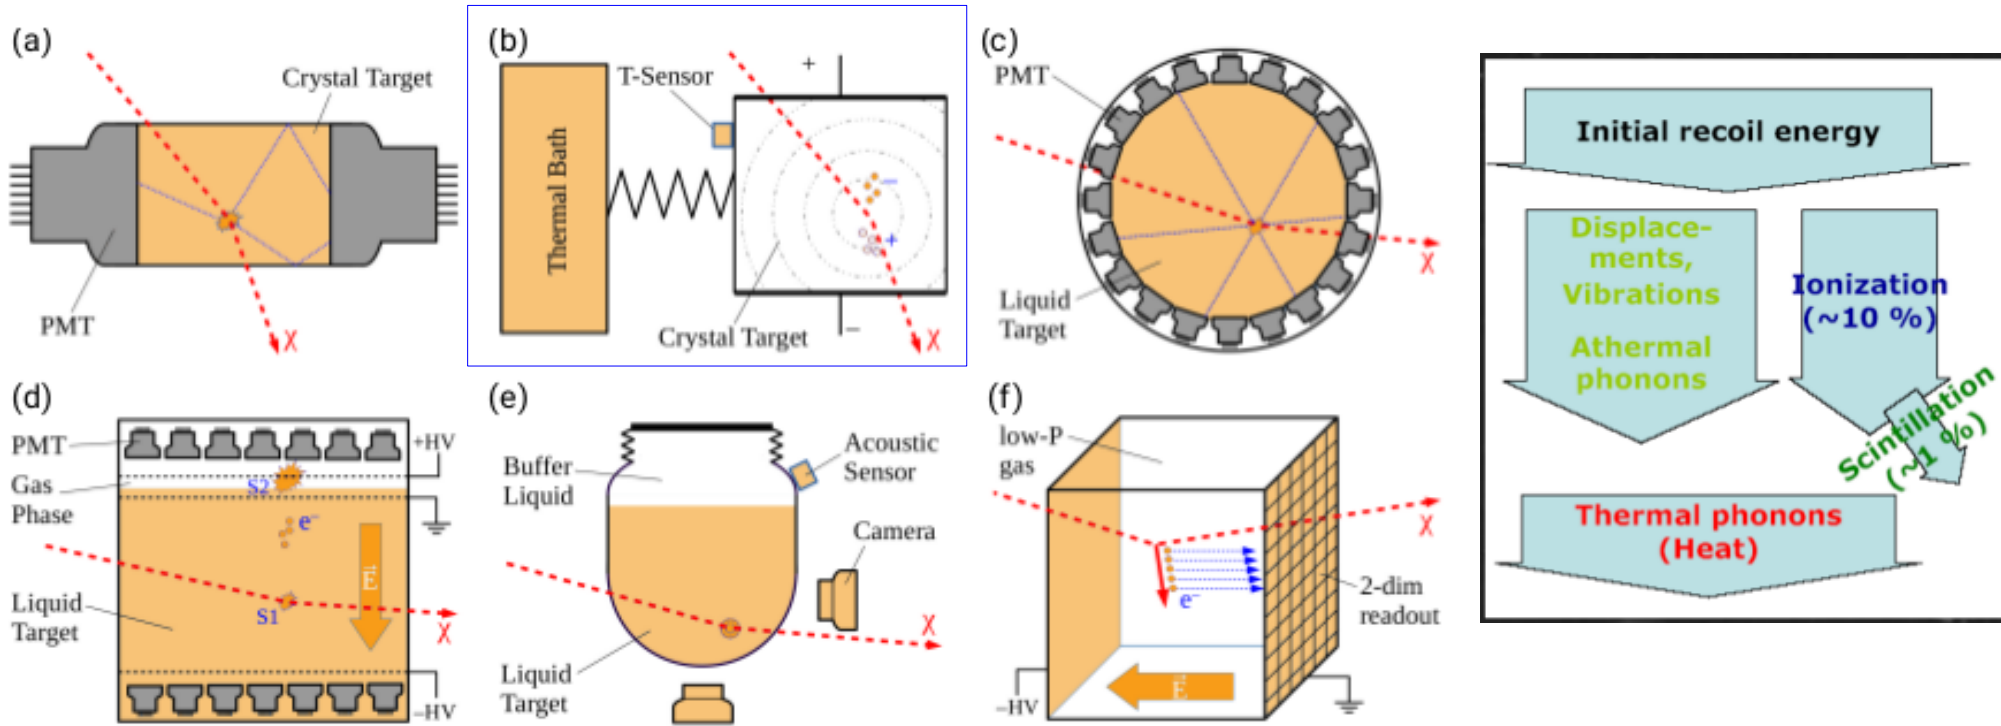 (a)
Crystal Target
PMT
χ
(b)
T-Sensor
+
Thermal Bath
−
+
Crystal Target
−
χ
(c)
PMT
Liquid
Target
χ
(d)
PMT
+HV
Gas
Phase
S2
e⁻
E
Liquid
Target
S1
χ
−HV
(e)
Buffer
Liquid
Acoustic
Sensor
Camera
χ
Liquid
Target
(f)
low-P
gas
χ
e⁻
2-dim
readout
E
−HV
Initial recoil energy
Displace-
ments,
Vibrations
Athermal
phonons
Ionization
(~10 %)
Scintillation
(~1 %)
Thermal phonons
(Heat)